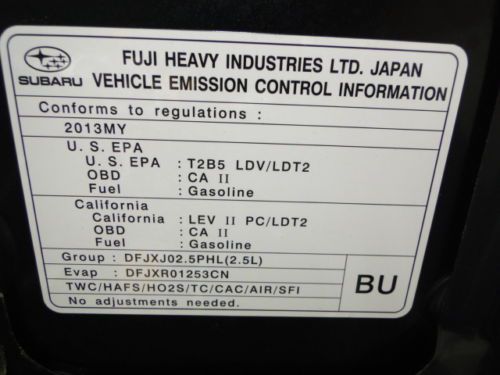 FUJI HEAVY INDUSTRIES LTD. JAPAN
SUBARU VEHICLE EMISSION CONTROL INFORMATION
Conforms to regulations :
2013MY
U. S. EPA
U. S. EPA : T2B5 LDV/LDT2
OBD : CA II
Fuel : Gasoline
California
California : LEV II PC/LDT2
OBD : CA II
Fuel : Gasoline
Group : DFJXJ02.5PHL(2.5L)
Evap : DFJXR01253CN
TWC/HAFS/HO2S/TC/CAC/AIR/SFI
No adjustments needed.
BU